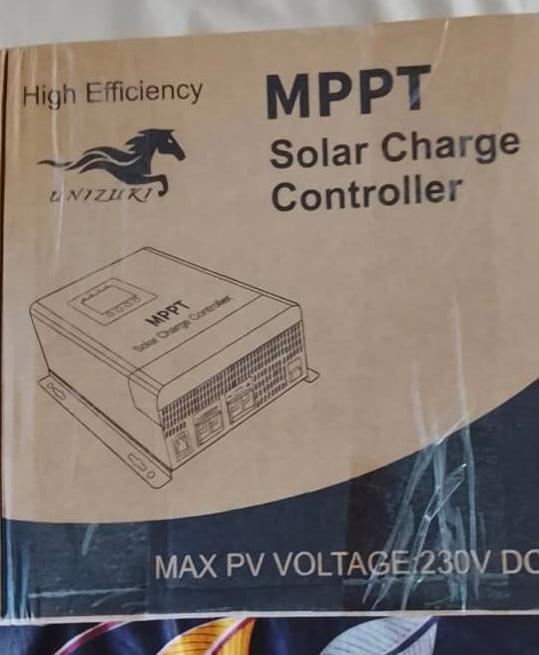 High Efficiency
UNIZUKI
MPPT
Solar Charge
Controller
MPPT
Solar Charge Controller
MAX PV VOLTAGE:230V DC